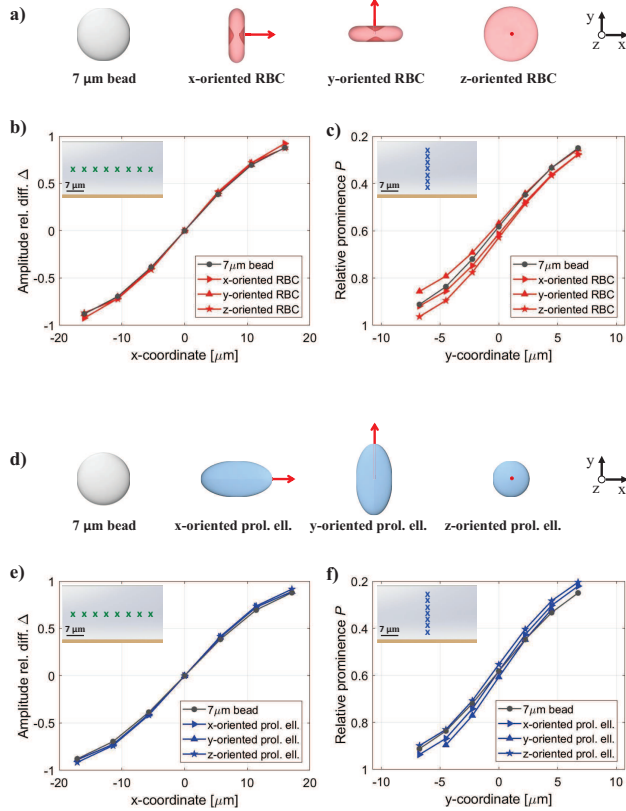 a)
7 µm bead
x-oriented RBC
y-oriented RBC
z-oriented RBC
y
z
x
b)
Amplitude rel. diff. Δ
1
0.5
0
-0.5
-1
7 µm
7µm bead
x-oriented RBC
y-oriented RBC
z-oriented RBC
-20
-10
0
10
20
x-coordinate [µm]
c)
Relative prominence P
0.2
0.4
0.6
0.8
1
7 µm
7µm bead
x-oriented RBC
y-oriented RBC
z-oriented RBC
-10
-5
0
5
10
y-coordinate [µm]
d)
7 µm bead
x-oriented prol. ell.
y-oriented prol. ell.
z-oriented prol. ell.
y
z
x
e)
Amplitude rel. diff. Δ
1
0.5
0
-0.5
-1
7 µm
7µm bead
x-oriented prol. ell.
y-oriented prol. ell.
z-oriented prol. ell.
-20
-10
0
10
20
x-coordinate [µm]
f)
Relative prominence P
0.2
0.4
0.6
0.8
1
7 µm
7µm bead
x-oriented prol. ell.
y-oriented prol. ell.
z-oriented prol. ell.
-10
-5
0
5
10
y-coordinate [µm]